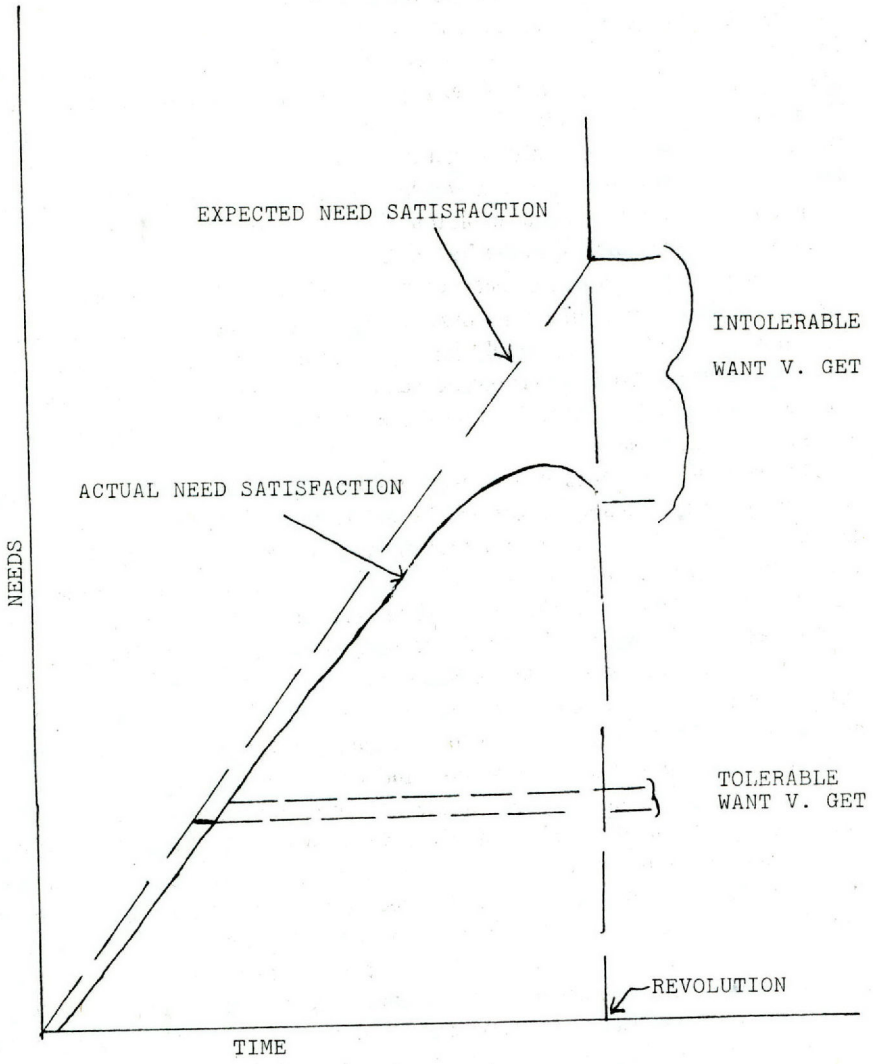 EXPECTED NEED SATISFACTION
INTOLERABLE
WANT V. GET
ACTUAL NEED SATISFACTION
NEEDS
TOLERABLE
WANT V. GET
REVOLUTION
TIME